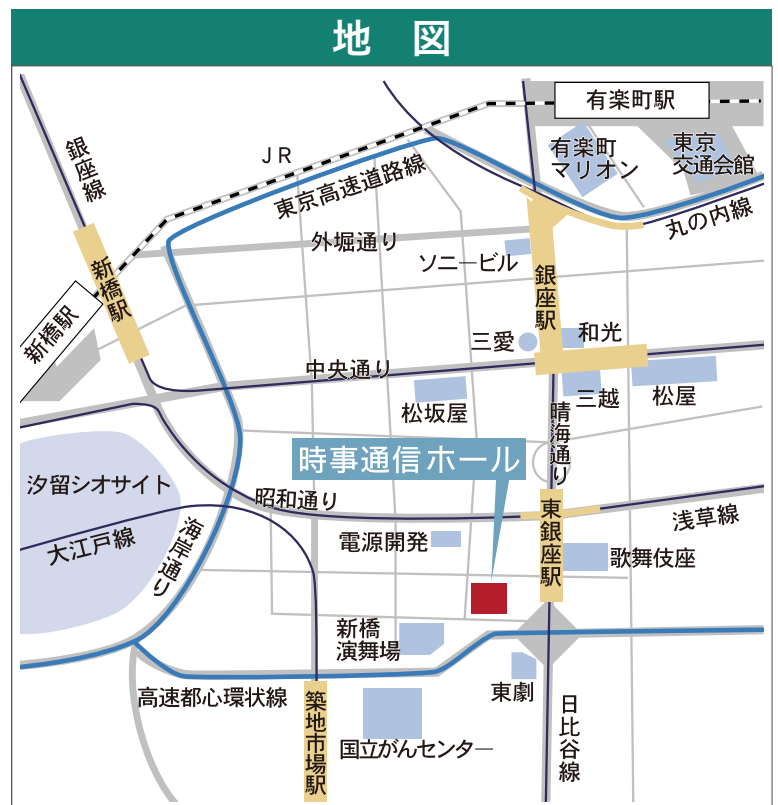 地 図
有楽町駅
銀座線
JR
有楽町
マリオン
東京
交通会館
東京高速道路線
丸の内線
外堀通り
ソニービル
新橋駅
銀座駅
新橋駅
三愛
和光
中央通り
松坂屋
三越
松屋
晴海通り
時事通信ホール
汐留シオサイト
昭和通り
東銀座駅
浅草線
大江戸線
海岸通り
電源開発
歌舞伎座
新橋
演舞場
東劇
高速都心環状線
築地市場駅
国立がんセンター
日比谷線